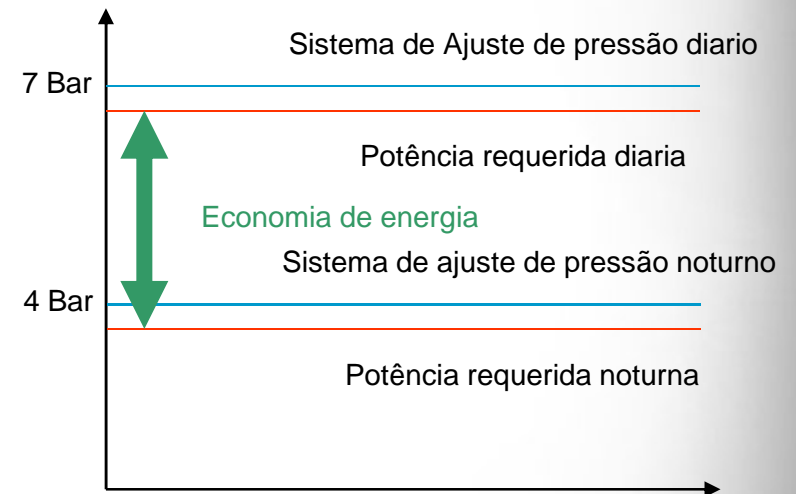 Sistema de Ajuste de pressão diario
7 Bar
Potência requerida diaria
Economia de energia
Sistema de ajuste de pressão noturno
4 Bar
Potência requerida noturna